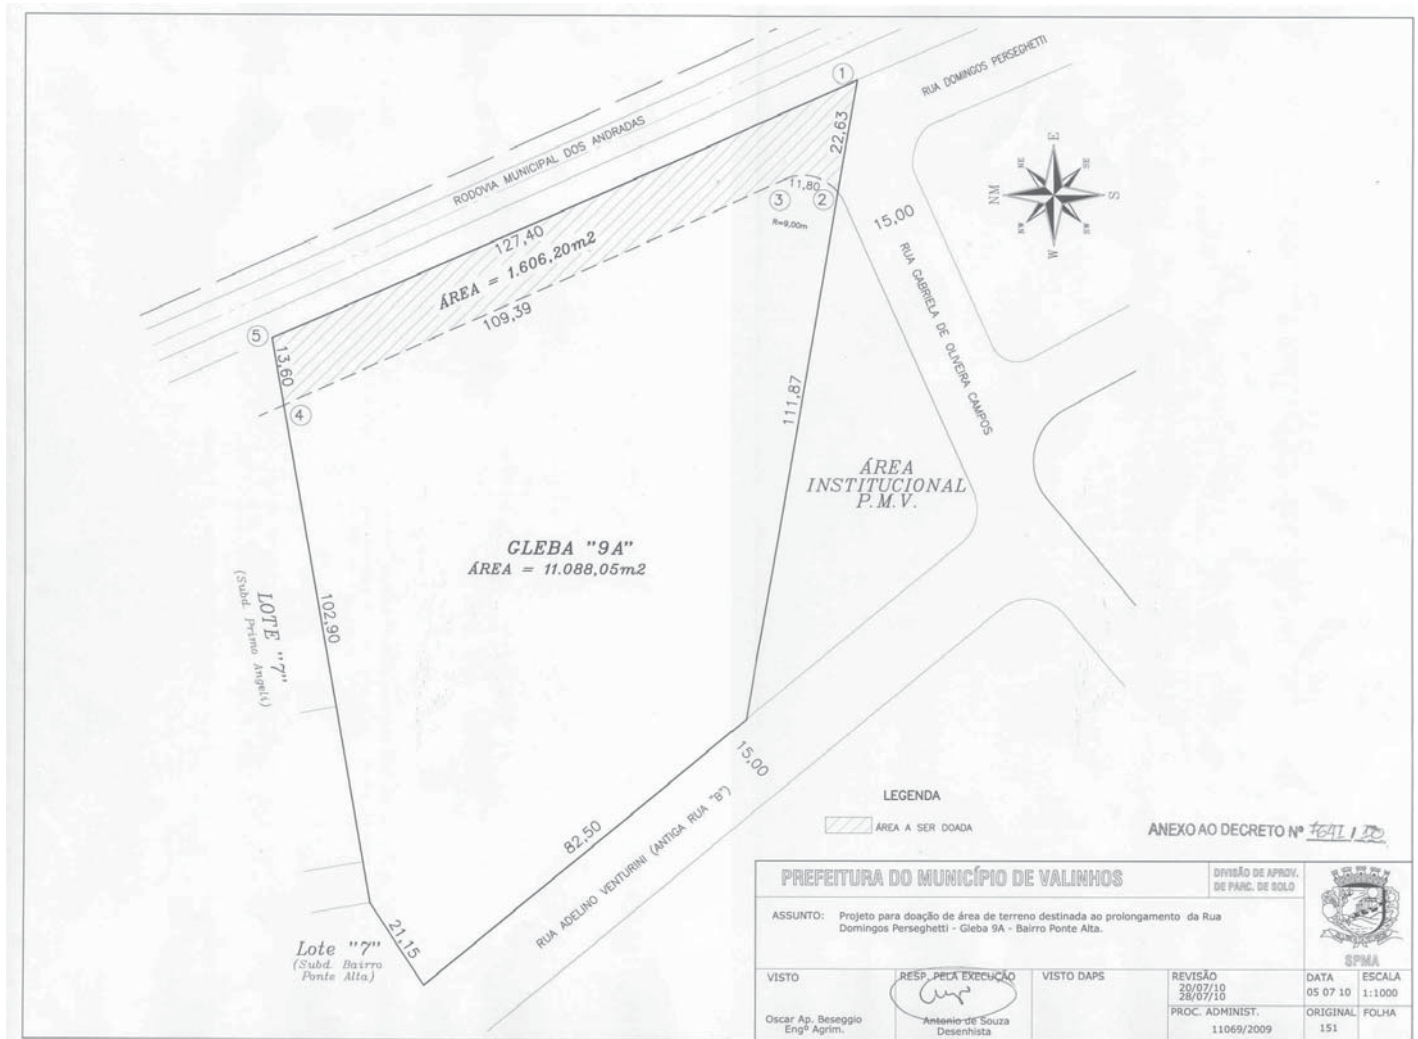 RUA DOMINGOS PERSEGHETTI
1
22,63
RODOVIA MUNICIPAL DOS ANDRADAS
E
NE
SE
NW
S
NW
SW
W
11,80
3
2
R=9,00m
15,00
127,40
ÁREA = 1.606,20m2
109,39
RUA GABRIELA DE OLIVEIRA CAMPOS
5
13,60
4
111,87
ÁREA
INSTITUCIONAL
P.M.V.
GLEBA "9A"
ÁREA = 11.088,05m2
102,90
LOTE "7"
(Subd. Primo Angeli)
15,00
82,50
RUA ADELINO VENTURINI (ANTIGA RUA "B")
21,15
Lote "7"
(Subd. Bairro
Ponte Alta)
LEGENDA
ÁREA A SER DOADA
ANEXO AO DECRETO Nº 7641 /
PREFEITURA DO MUNICÍPIO DE VALINHOS
DIVISÃO DE APROV.
DE PARC. DE SOLO
ASSUNTO: Projeto para doação de área de terreno destinada ao prolongamento da Rua
Domingos Perseghetti - Gleba 9A - Bairro Ponte Alta.
SPMA
VISTO
Oscar Ap. Beseggio
Engº Agrim.
RESP. PELA EXECUÇÃO
Antonio de Souza
Desenhista
VISTO DAPS
REVISÃO
20/07/10
28/07/10
PROC. ADMINIST.
11069/2009
DATA
05 07 10
ESCALA
1:1000
ORIGINAL
151
FOLHA